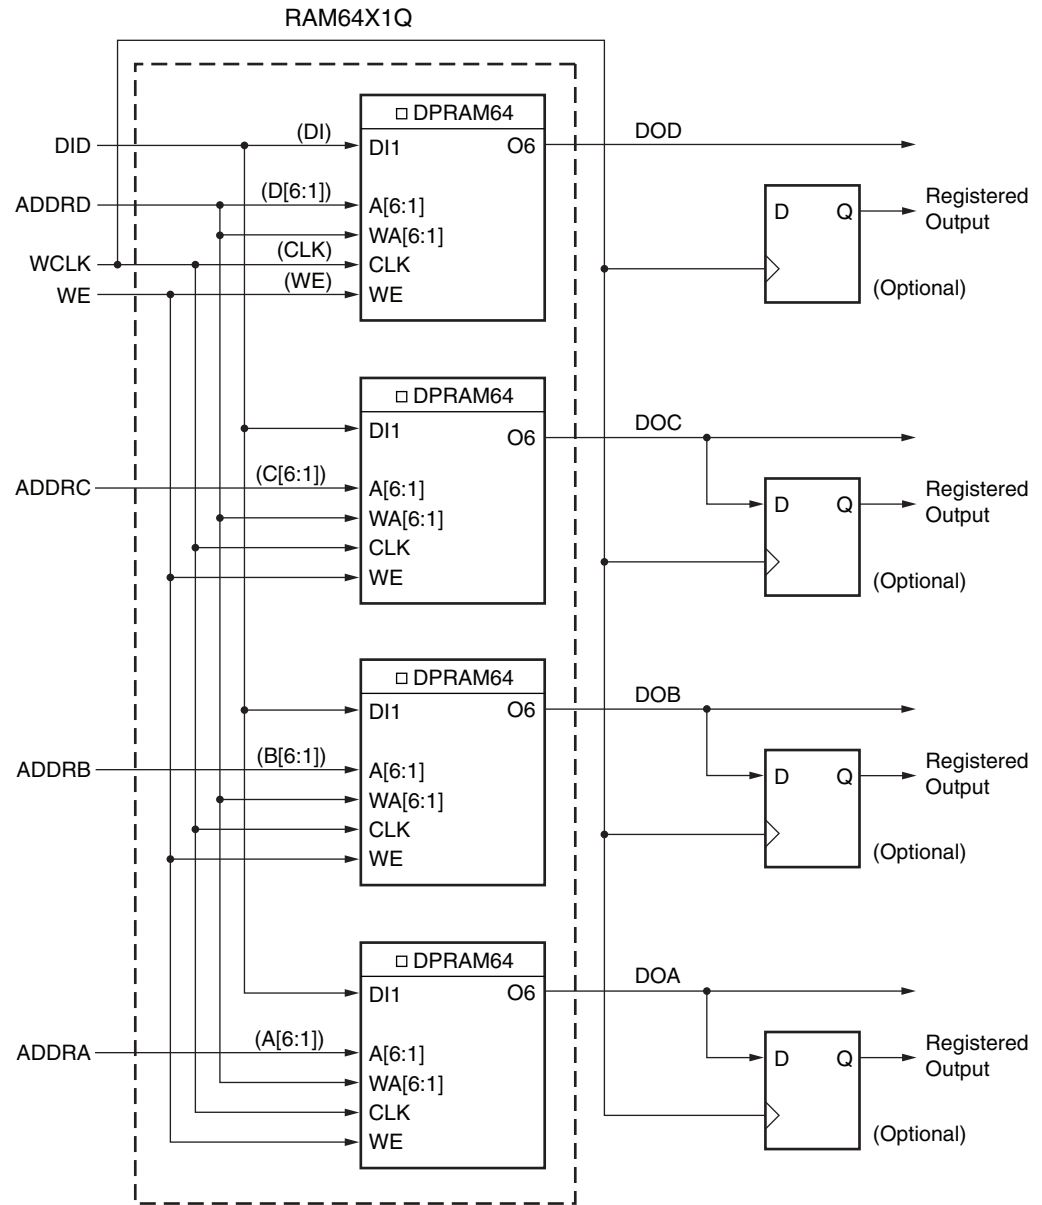 RAM64X1Q
DPRAM64
DID
(DI)
DI1
O6
DOD
ADDRD
(D[6:1])
A[6:1]
WA[6:1]
WCLK
(CLK)
CLK
WE
(WE)
WE
D
Q
Registered
Output
(Optional)
DPRAM64
DI1
O6
DOC
ADDRC
(C[6:1])
A[6:1]
WA[6:1]
CLK
WE
D
Q
Registered
Output
(Optional)
DPRAM64
DI1
O6
DOB
ADDRB
(B[6:1])
A[6:1]
WA[6:1]
CLK
WE
D
Q
Registered
Output
(Optional)
DPRAM64
DI1
O6
DOA
ADDRA
(A[6:1])
A[6:1]
WA[6:1]
CLK
WE
D
Q
Registered
Output
(Optional)